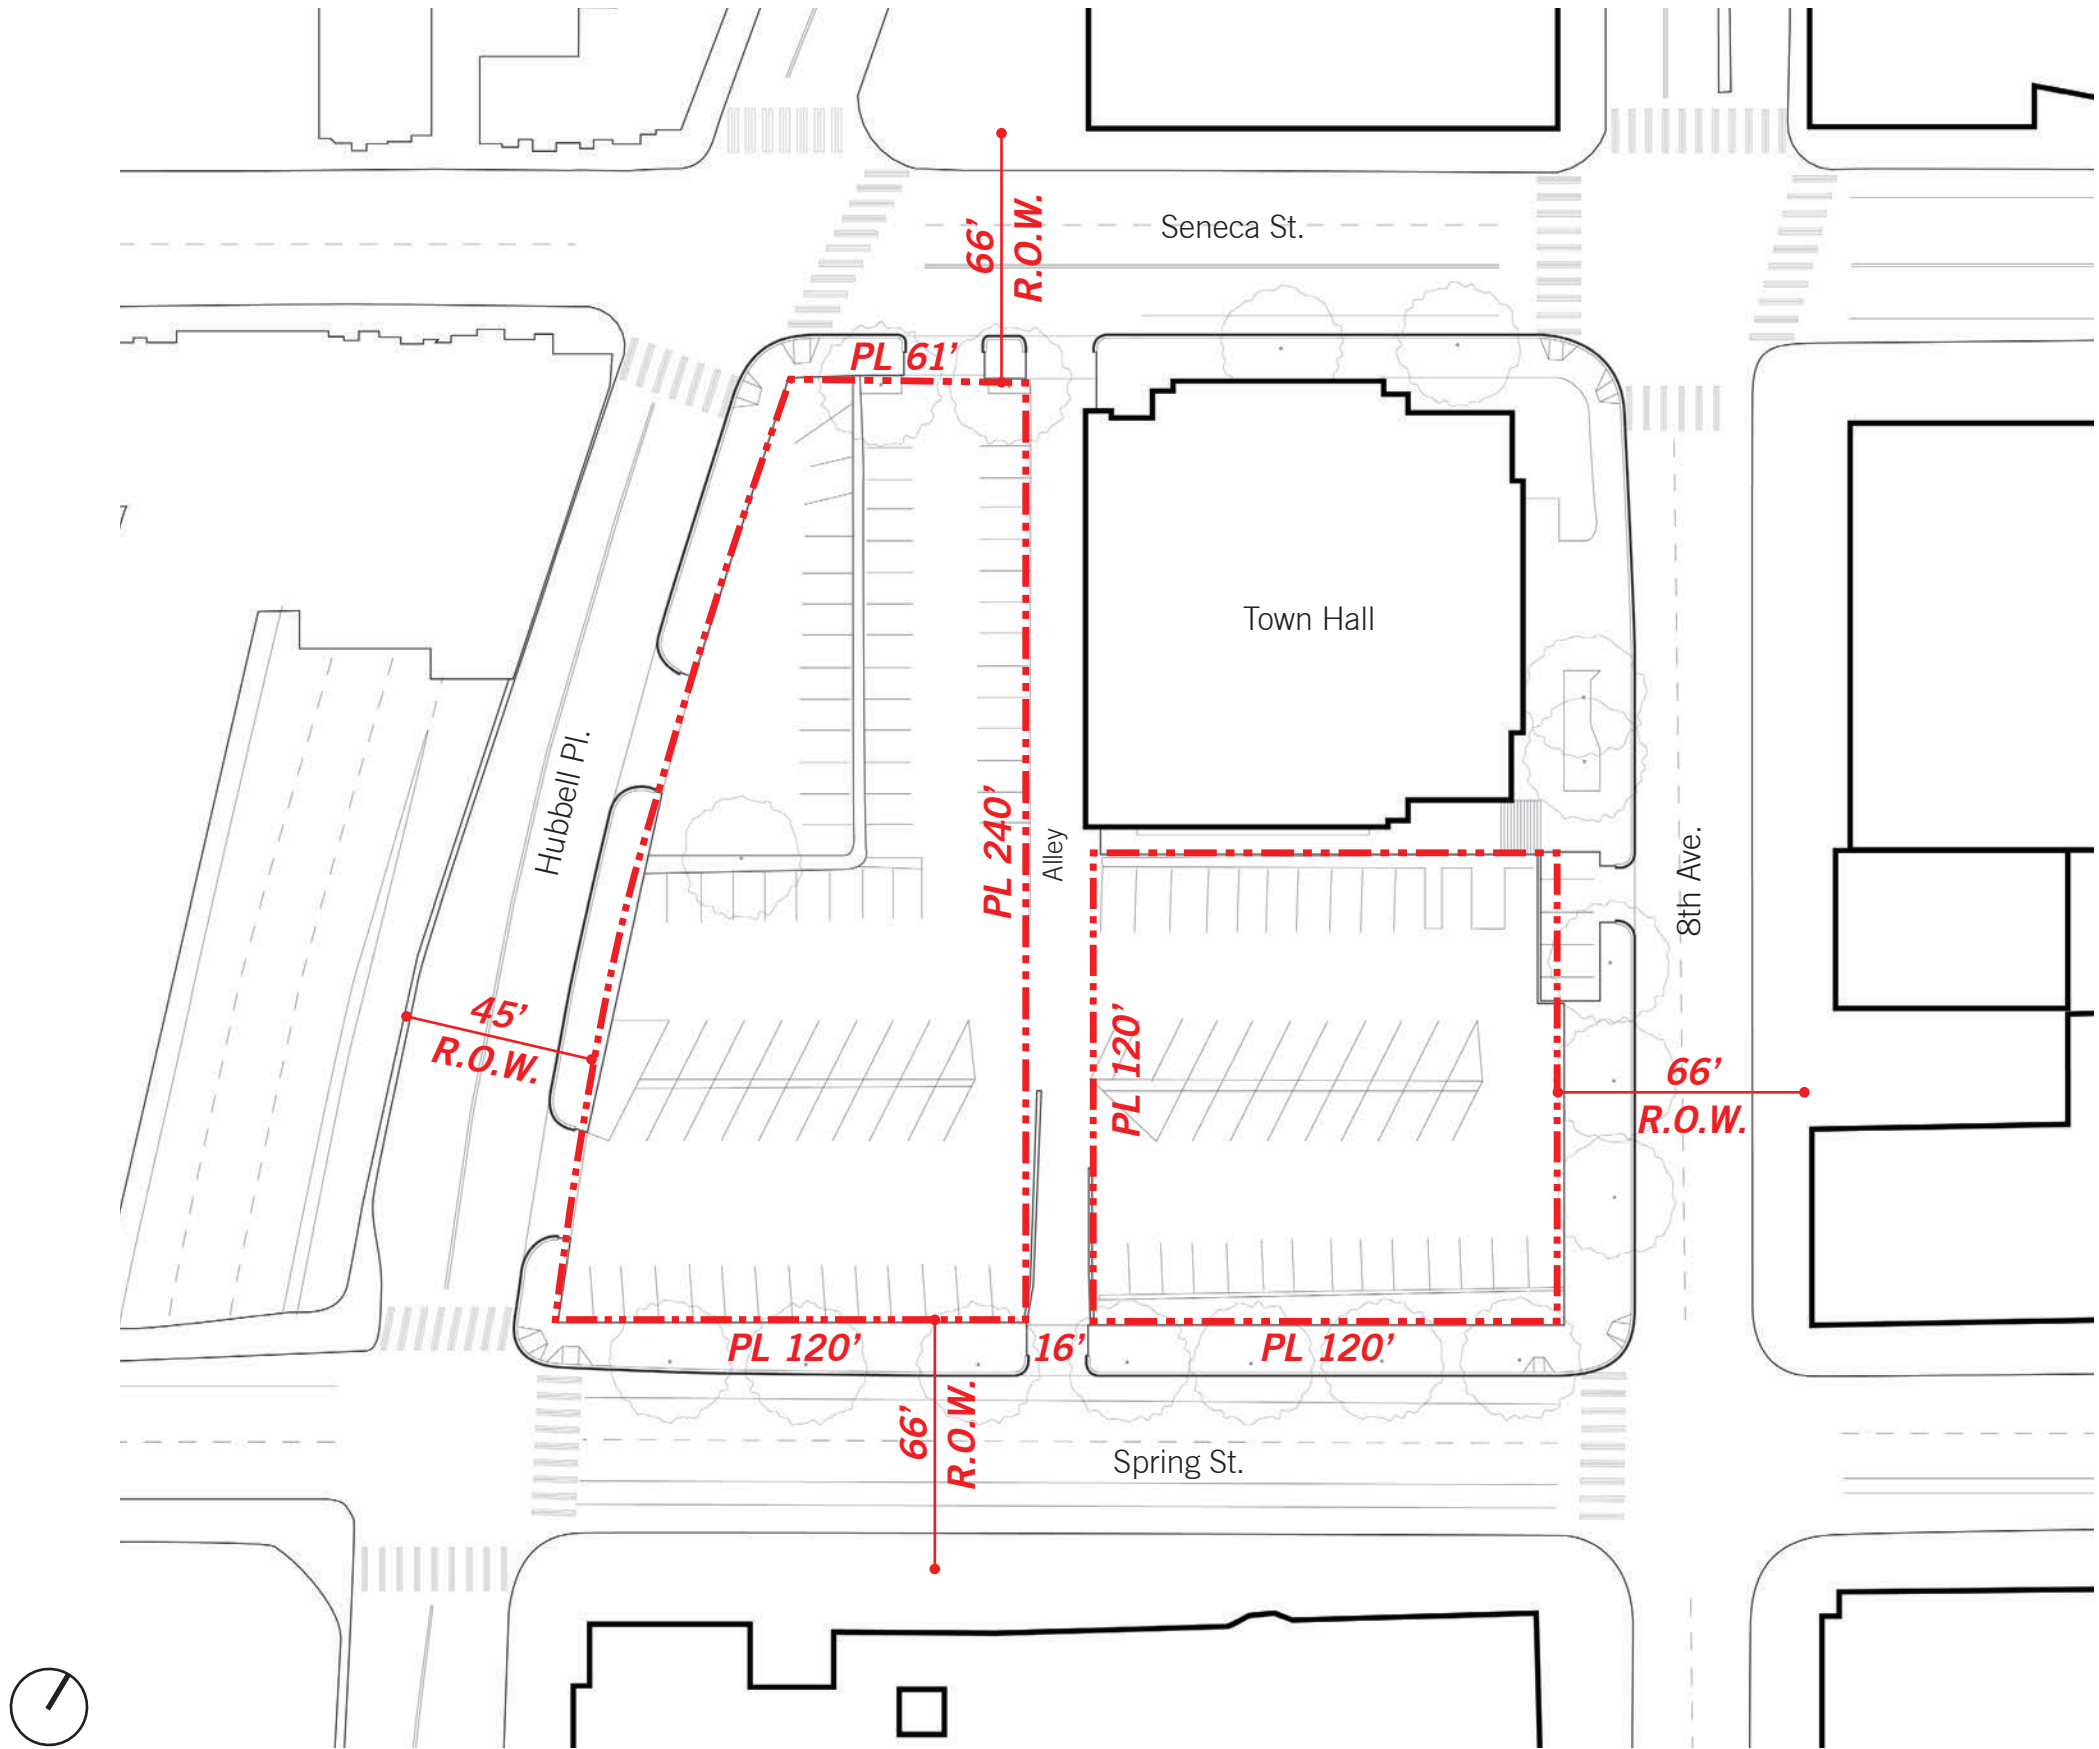 66’
R.O.W.
Seneca St.
PL 61’
Town Hall
Hubbell Pl.
PL 240’
Alley
8th Ave.
45’
R.O.W.
PL 120’
66’
R.O.W.
PL 120’
16’
PL 120’
66’
R.O.W.
Spring St.